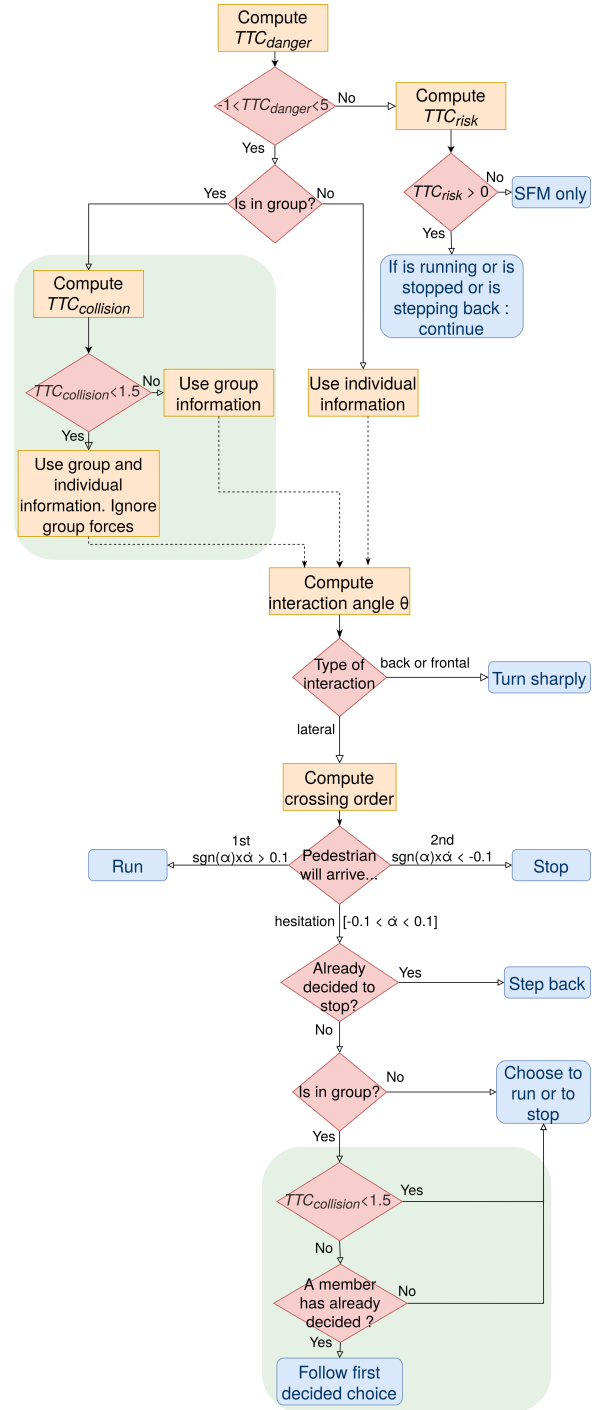 Compute
TTCdanger
-1<TTCdanger<5
No
Compute
TTCrisk
Yes
TTCrisk > 0
No
SFM only
Yes
Is in group?
No
Yes
If is running or is
stopped or is
stepping back :
continue
Compute
TTCcollision
TTCcollision<1.5
No
Use group
information
Use individual
information
Yes
Use group and
individual
information. Ignore
group forces
Compute
interaction angle θ
Type of
interaction
back or frontal
Turn sharply
lateral
Compute
crossing order
1st
sgn(α)xα̇ > 0.1
Run
Pedestrian
will arrive...
2nd
sgn(α)xα̇ < -0.1
Stop
hesitation [-0.1 < α̇ < 0.1]
Already
decided to
stop?
Yes
Step back
No
Is in group?
No
Choose to
run or to
stop
Yes
TTCcollision<1.5
Yes
No
A member
has already
decided ?
No
Yes
Follow first
decided choice